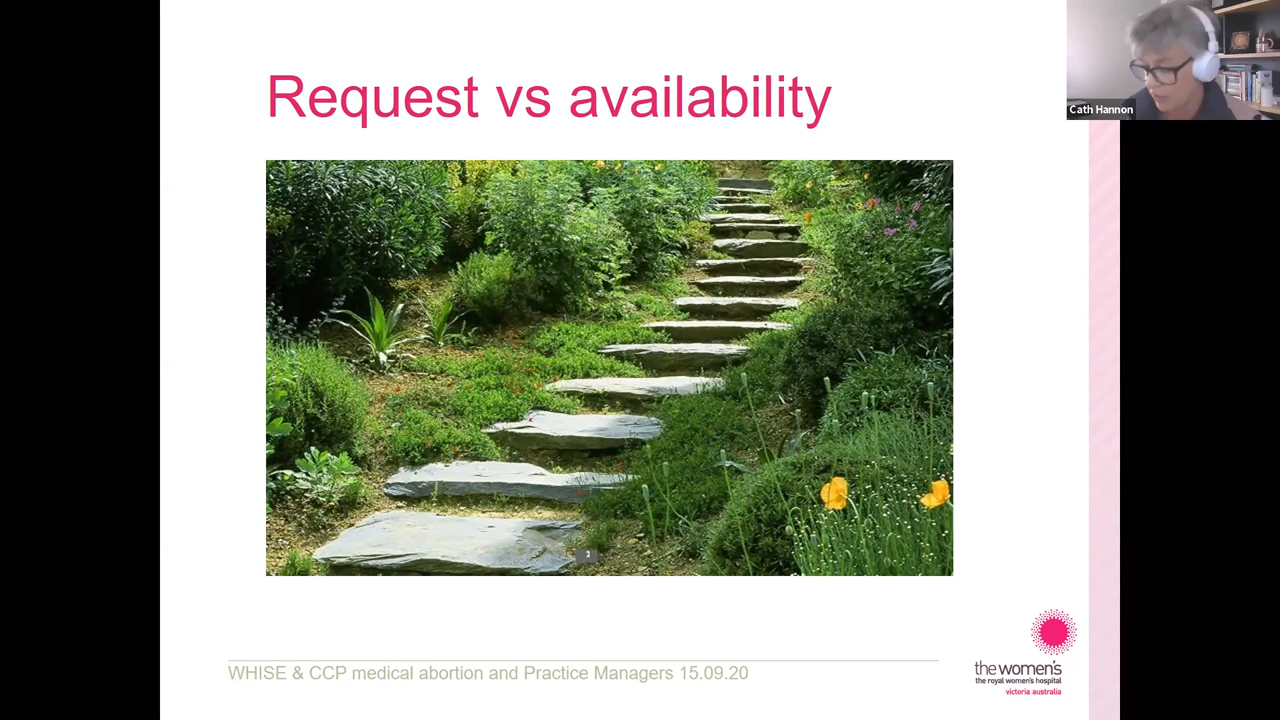 Request vs availability
Cath Hannon
WHISE & CCP medical abortion and Practice Managers 15.09.20
the women's
the royal women's hospital
victoria australia